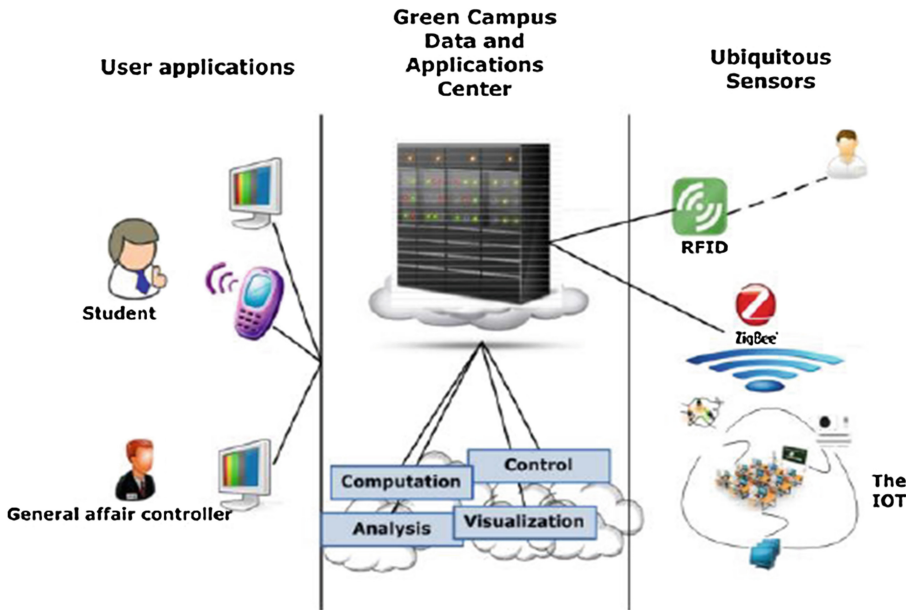 User applications
Green Campus
Data and
Applications
Center
Ubiquitous
Sensors
Student
General affair controller
Computation
Control
Analysis
Visualization
RFID
ZigBee
The
IOT